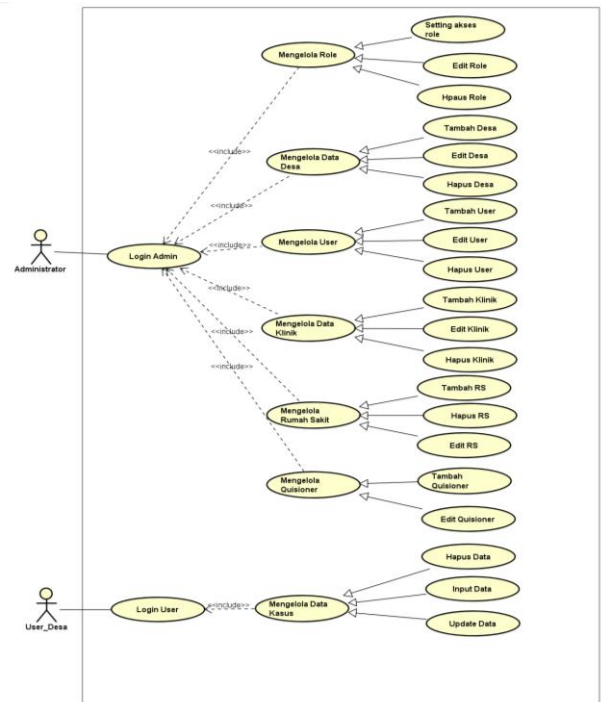 Setting akses
role
Mengelola Role
Edit Role
Hpaus Role
Tambah Desa
<<include>>
Mengelola Data
Desa
Edit Desa
Hapus Desa
<<include>>
Tambah User
Administrator
Login Admin
<<include>>
Mengelola User
Edit User
Hapus User
<<include>>
Tambah Klinik
Mengelola Data
Klinik
Edit Klinik
<<include>>
Hapus Klinik
<<include>>
Tambah RS
Mengelola
Rumah Sakit
Hapus RS
Edit RS
Mengelola
Quisioner
Tambah
Quisioner
Edit Quisioner
Hapus Data
User_Desa
Login User
<<include>>
Mengelola Data
Kasus
Input Data
Update Data